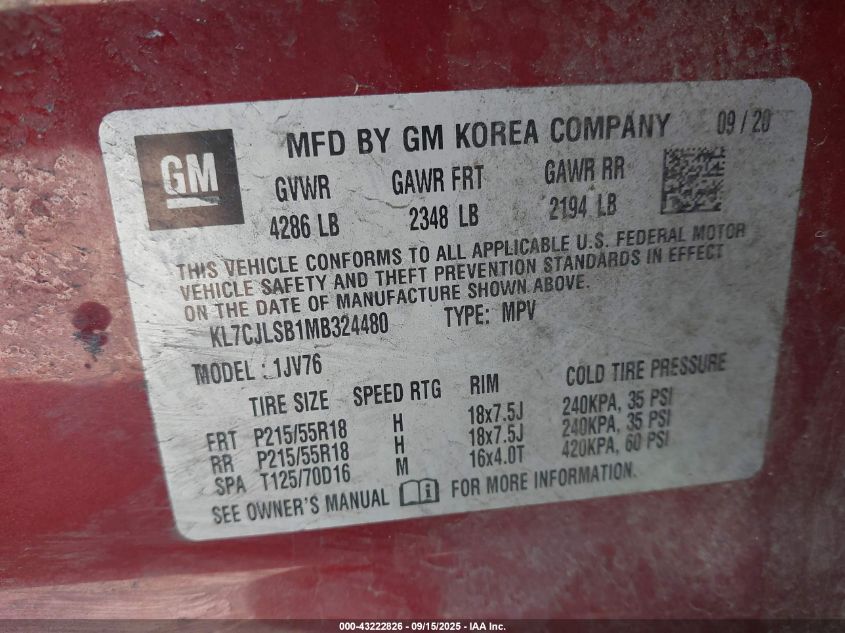 GM
MFD BY GM KOREA COMPANY 09/20
GVWR GAWR FRT GAWR RR
4286 LB 2348 LB 2194 LB
THIS VEHICLE CONFORMS TO ALL APPLICABLE U.S. FEDERAL MOTOR
VEHICLE SAFETY AND THEFT PREVENTION STANDARDS IN EFFECT
ON THE DATE OF MANUFACTURE SHOWN ABOVE.
KL7CJLSB1MB324480 TYPE: MPV
MODEL: 1JV76
TIRE SIZE SPEED RTG RIM COLD TIRE PRESSURE
FRT P215/55R18 H 18x7.5J 240KPA, 35 PSI
RR P215/55R18 H 18x7.5J 240KPA, 35 PSI
SPA T125/70D16 M 16x4.0T 420KPA, 60 PSI
SEE OWNER'S MANUAL FOR MORE INFORMATION.
000-43222826 - 09/15/2025 - IAA Inc.